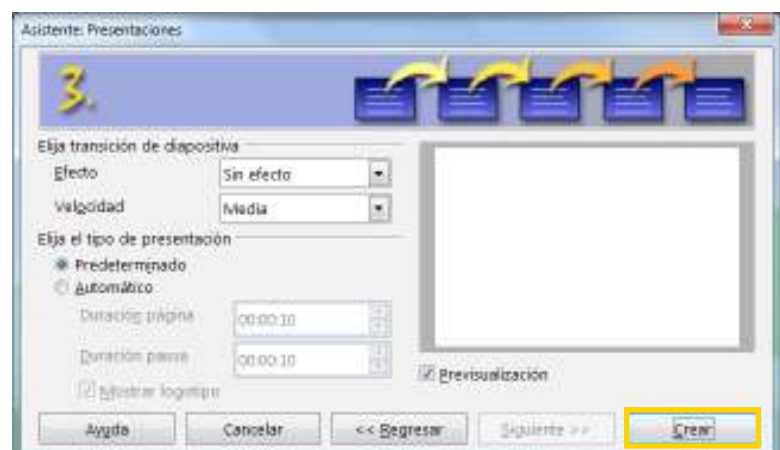 Asistente: Presentaciones
3.
Elija transición de diapositiva
Efecto Sin efecto
Velocidad Media
Elija el tipo de presentación
Predeterminado
Automático
Duración página 00:00:10
Duración pausa 00:00:10
Mostrar logotipo
Previsualización
Ayuda Cancelar << Regresar Siguiente >> Crear